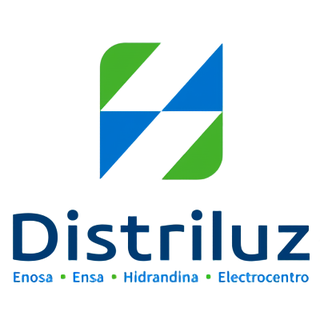 Distriluz
Enosa • Ensa • Hidrandina • Electrocentro